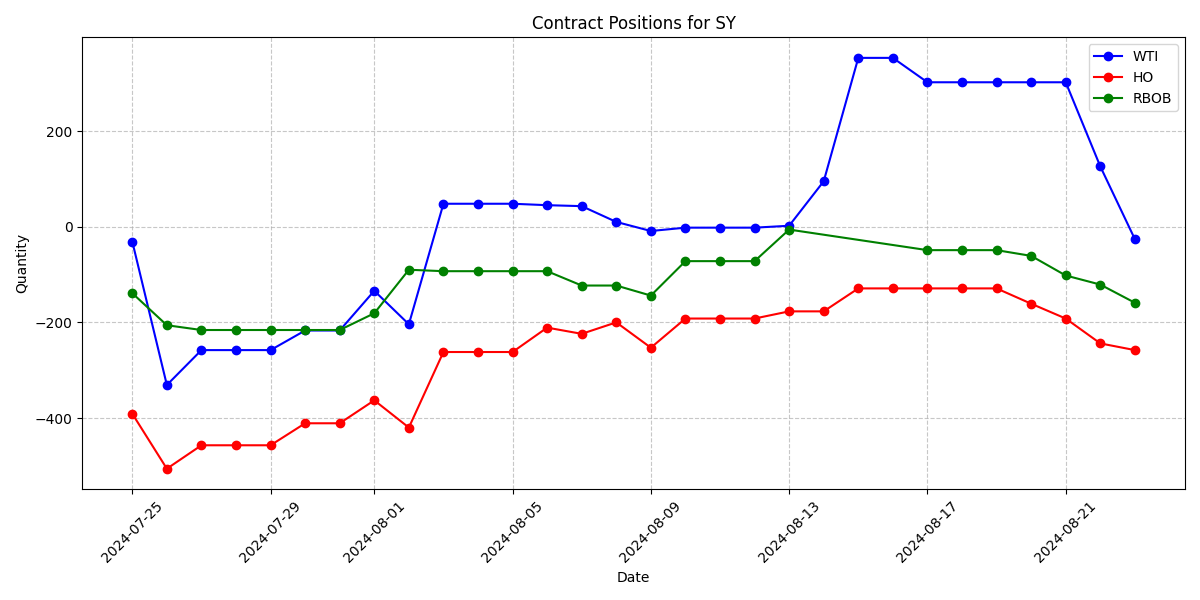 Contract Positions for SY
WTI
HO
RBOB
200
0
−200
−400
Quantity
2024-07-25
2024-07-29
2024-08-01
2024-08-05
2024-08-09
2024-08-13
2024-08-17
2024-08-21
Date